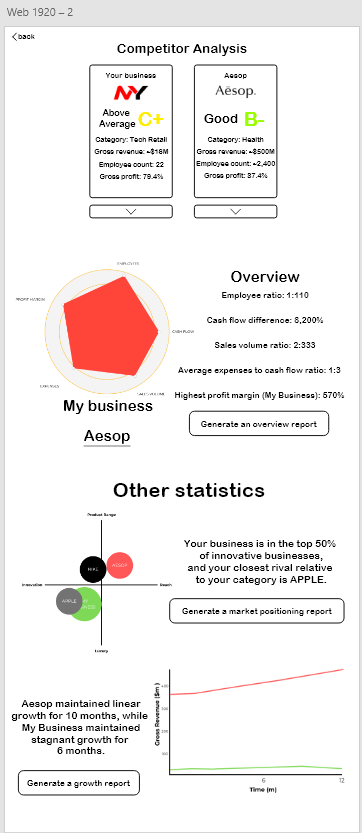 Web 1920 – 2
back
Competitor Analysis
Your business
NY
Above
Average
C+
Category: Tech Retail
Gross revenue: ~$16M
Employee count: 22
Gross profit: 79.4%
Aesop
Aēsop.
Good B-
Category: Health
Gross revenue: ~$500M
Employee count: ~2,400
Gross profit: 87.4%
EMPLOYEES
PROFIT MARGIN
CASH FLOW
EXPENSES
SALES VOLUME
My business
Aesop
Overview
Employee ratio: 1:110
Cash flow difference: 8,200%
Sales volume ratio: 2:333
Average expenses to cash flow ratio: 1:3
Highest profit margin (My Business): 570%
Generate an overview report
Other statistics
Product Range
NIKE
AESOP
Innovation
Reach
APPLE
MY
BUSINESS
Luxury
Your business is in the top 50%
of innovative businesses,
and your closest rival relative
to your category is APPLE.
Generate a market positioning report
Aesop maintained linear
growth for 10 months, while
My Business maintained
stagnant growth for
6 months.
Generate a growth report
Gross Revenue ($m )
400
300
200
100
6
12
Time (m)